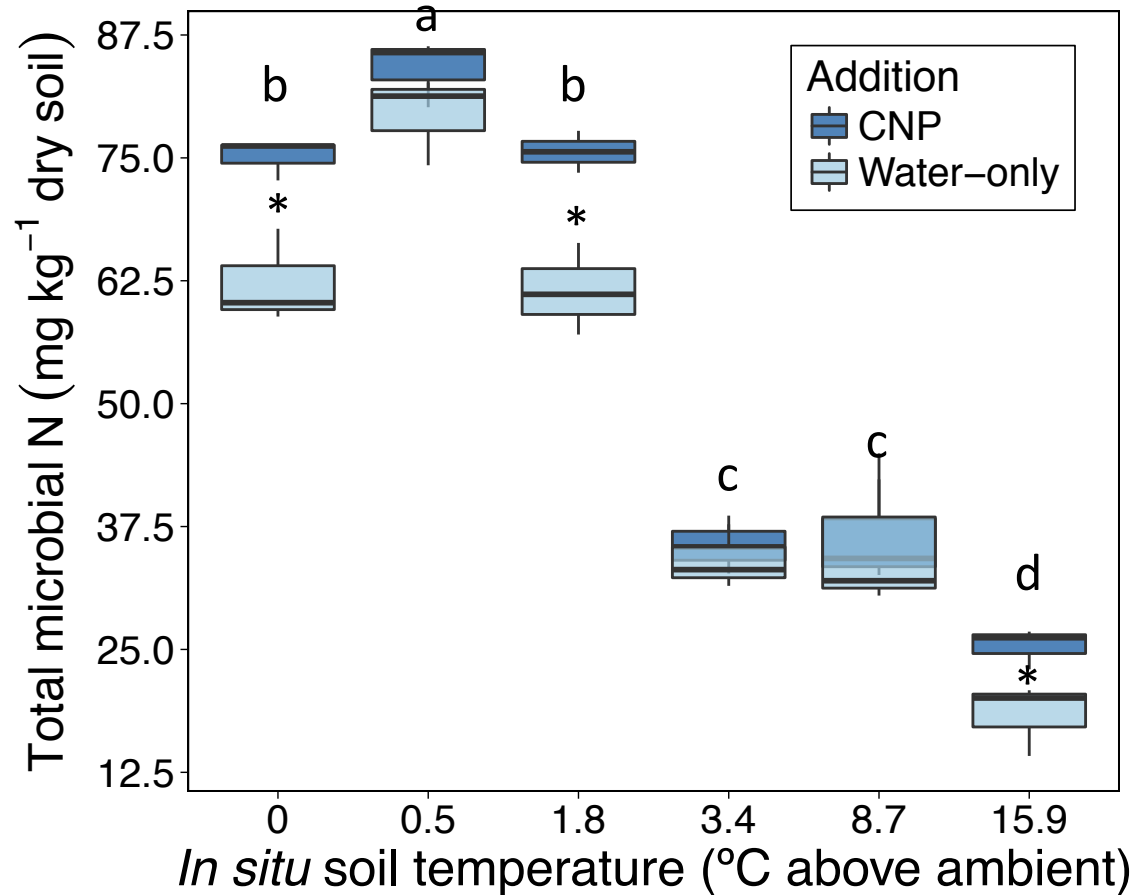 Total microbial N (mg kg⁻¹ dry soil)
87.5
75.0
62.5
50.0
37.5
25.0
12.5
b
a
b
c
c
d
*
*
*
Addition
CNP
Water−only
0 0.5 1.8 3.4 8.7 15.9
In situ soil temperature (ºC above ambient)